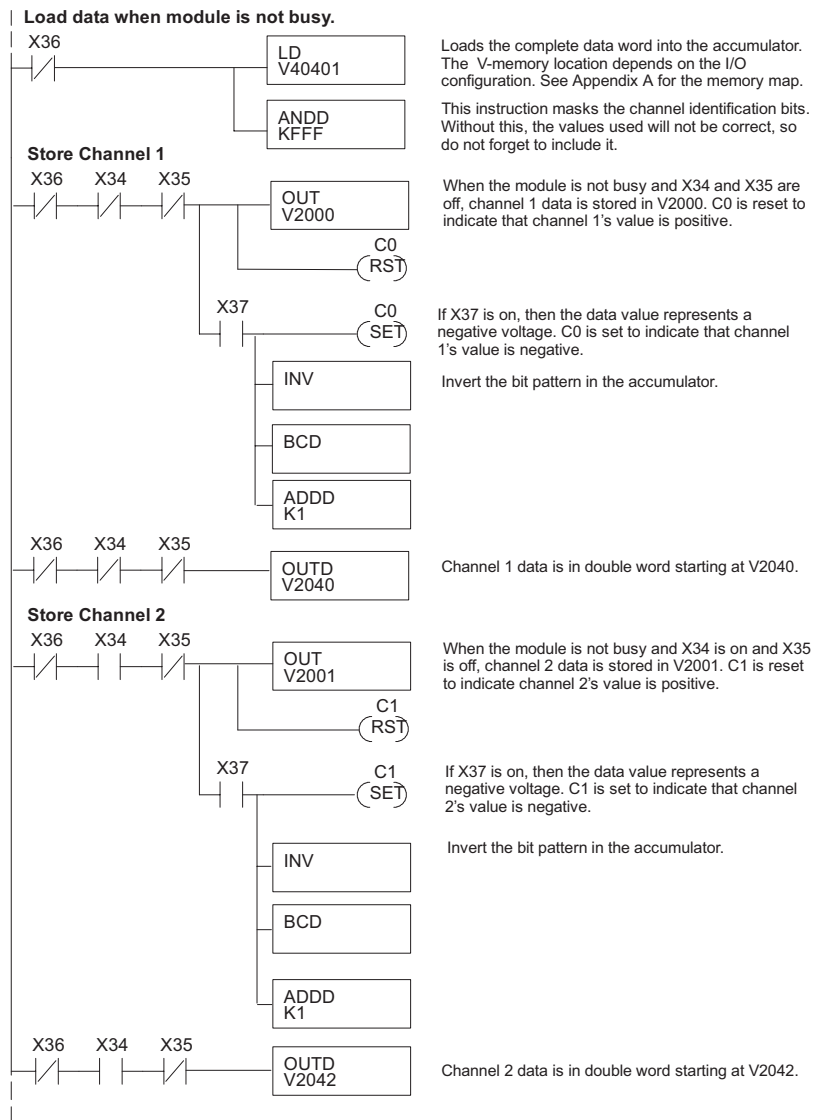 Load data when module is not busy.
X36
LD
V40401
Loads the complete data word into the accumulator.
The V-memory location depends on the I/O
configuration. See Appendix A for the memory map.
ANDD
KFFF
This instruction masks the channel identification bits.
Without this, the values used will not be correct, so
do not forget to include it.
Store Channel 1
X36 X34 X35
OUT
V2000
When the module is not busy and X34 and X35 are
off, channel 1 data is stored in V2000. C0 is reset to
indicate that channel 1's value is positive.
C0
RST
X37
C0
SET
If X37 is on, then the data value represents a
negative voltage. C0 is set to indicate that channel
1's value is negative.
INV
Invert the bit pattern in the accumulator.
BCD
ADDD
K1
X36 X34 X35
OUTD
V2040
Channel 1 data is in double word starting at V2040.
Store Channel 2
X36 X34 X35
OUT
V2001
When the module is not busy and X34 is on and X35
is off, channel 2 data is stored in V2001. C1 is reset
to indicate channel 2's value is positive.
C1
RST
X37
C1
SET
If X37 is on, then the data value represents a
negative voltage. C1 is set to indicate that channel
2's value is negative.
INV
Invert the bit pattern in the accumulator.
BCD
ADDD
K1
X36 X34 X35
OUTD
V2042
Channel 2 data is in double word starting at V2042.